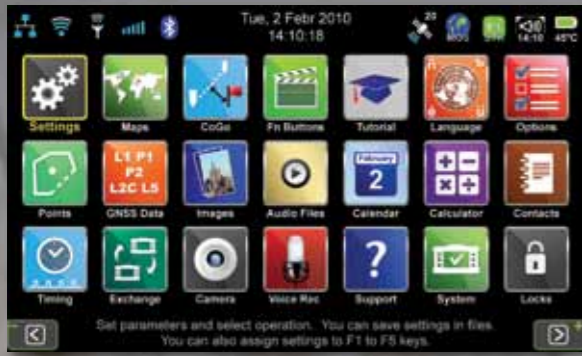 Tue, 2 Febr 2010
14:10:18
20
14:10
45°C
Settings
Maps
CoGo
Fn Buttons
Tutorial
Language
Options
Points
L1 P1
P2
L2C L5
GNSS Data
Images
Audio Files
February
2
Calendar
Calculator
Contacts
Timing
Exchange
Camera
Voice Rec
?
Support
System
Locks
Set parameters and select operation. You can save settings in files.
You can also assign settings to F1 to F5 keys.